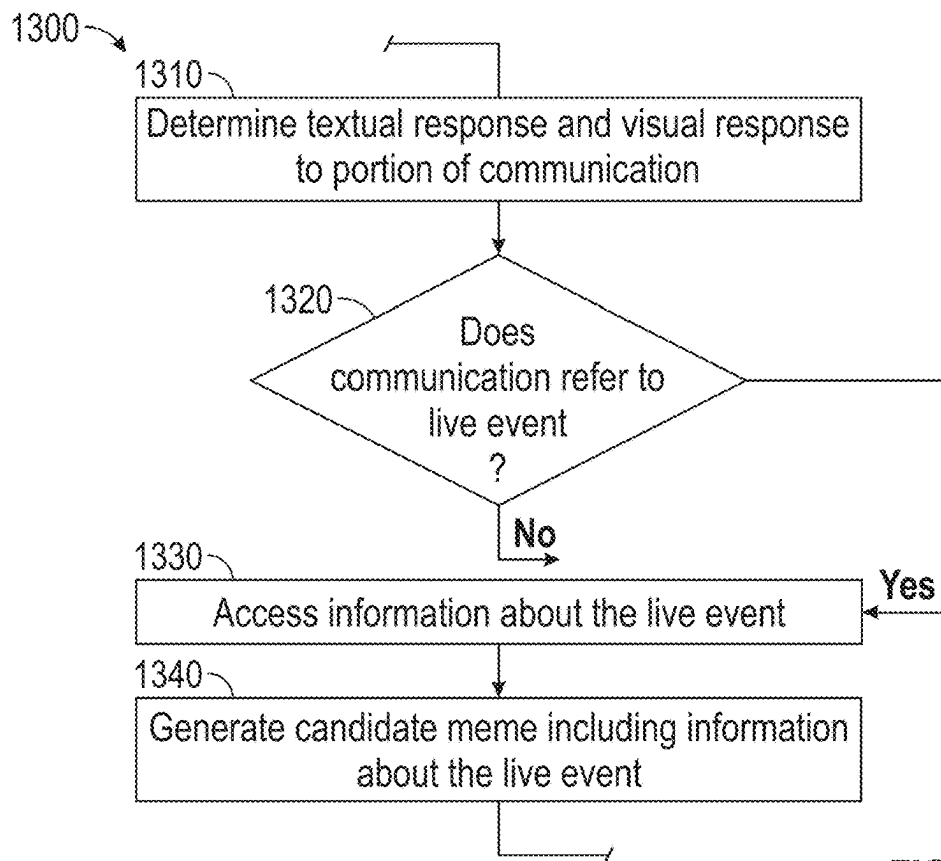 1300
1310
Determine textual response and visual response
to portion of communication
1320
Does
communication refer to
live event
?
No
1330
Yes
Access information about the live event
1340
Generate candidate meme including information
about the live event